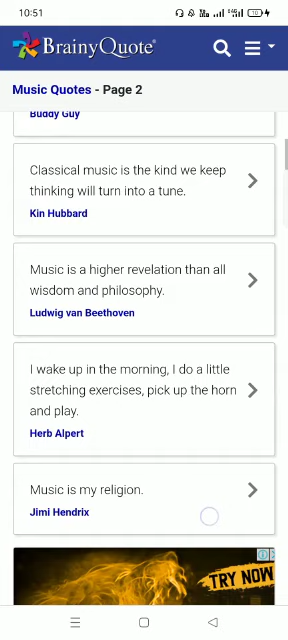 10:51
BrainyQuote®
Music Quotes - Page 2
Buddy Guy
Classical music is the kind we keep
thinking will turn into a tune.
Kin Hubbard
Music is a higher revelation than all
wisdom and philosophy.
Ludwig van Beethoven
I wake up in the morning, I do a little
stretching exercises, pick up the horn
and play.
Herb Alpert
Music is my religion.
Jimi Hendrix
TRY NOW